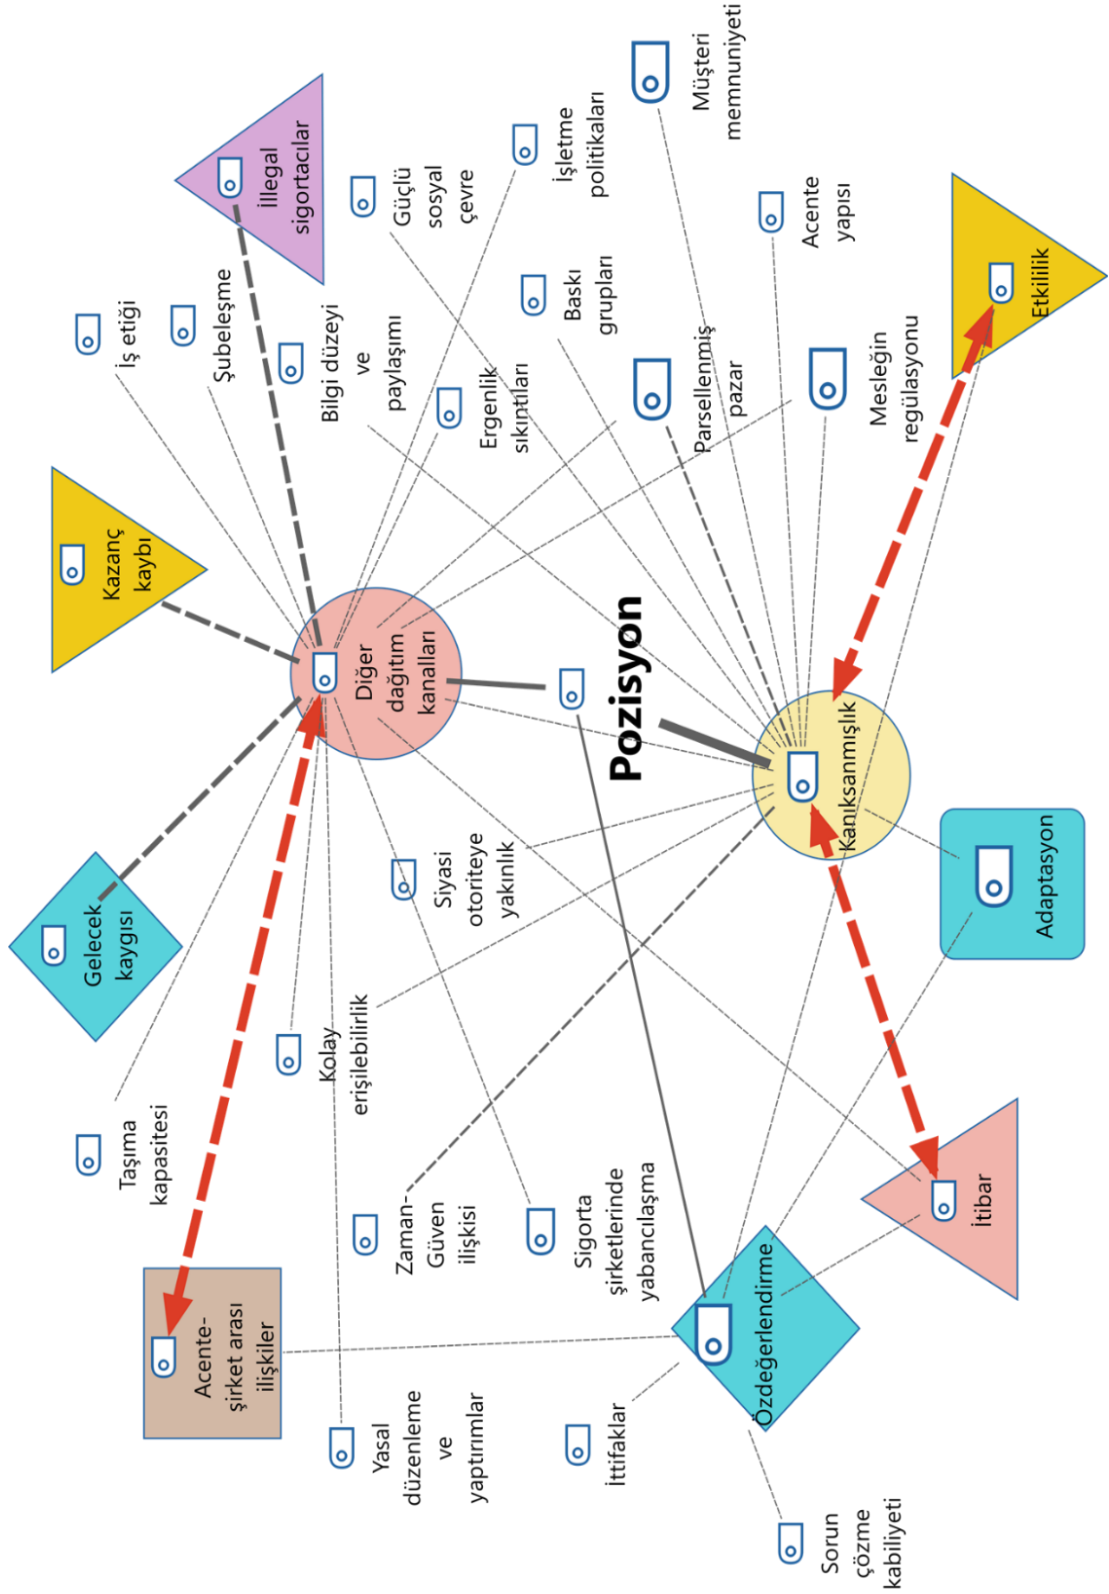 Gelecek
kaygısı
Kazanç
kaybı
Taşıma
kapasitesi
İş etiği
Acente-
şirket arası
ilişkiler
Şubeleşme
İllegal
sigortacılar
Kolay
erişilebilirlik
Bilgi düzeyi
ve
paylaşımı
Diğer
dağıtım
kanalları
Yasal
düzenleme
ve
yaptırımlar
Zaman-
Güven
ilişkisi
Güçlü
sosyal
çevre
Siyasi
otoriteye
yakınlık
Ergenlik
sıkıntıları
İşletme
politikaları
Sigorta
şirketlerinde
yabancılaşma
Baskı
grupları
İttifaklar
Pozisyon
Parsellenmiş
pazar
Müşteri
memnuniyeti
Özdeğerlendirme
Acente
yapısı
Sorun
çözme
kabiliyeti
Kanıksanmışlık
Mesleğin
regülasyonu
İtibar
Adaptasyon
Etkililik